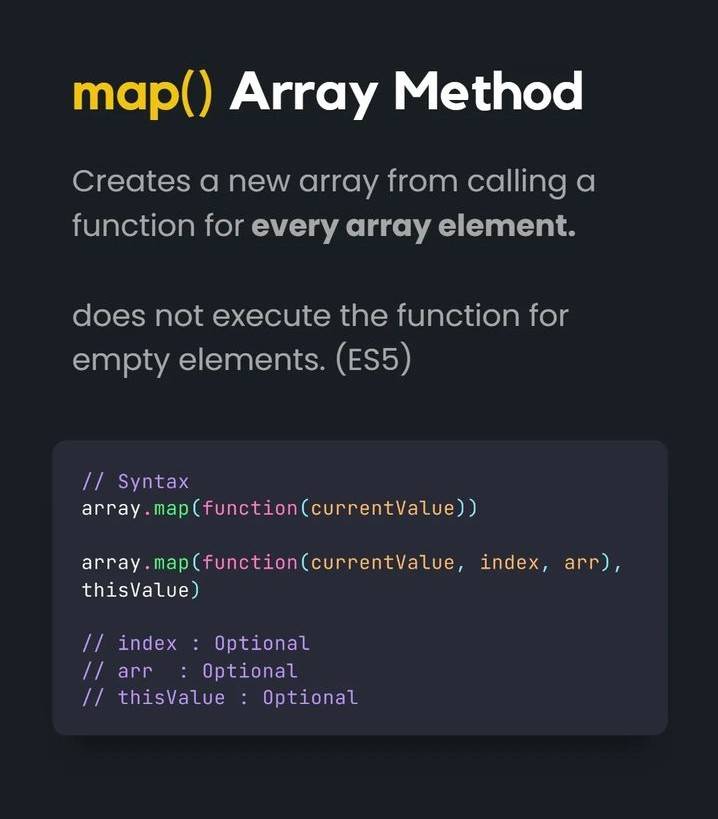 map() Array Method
Creates a new array from calling a
function for every array element.
does not execute the function for
empty elements. (ES5)
// Syntax
array.map(function(currentValue))
array.map(function(currentValue, index, arr),
thisValue)
// index : Optional
// arr  : Optional
// thisValue : Optional